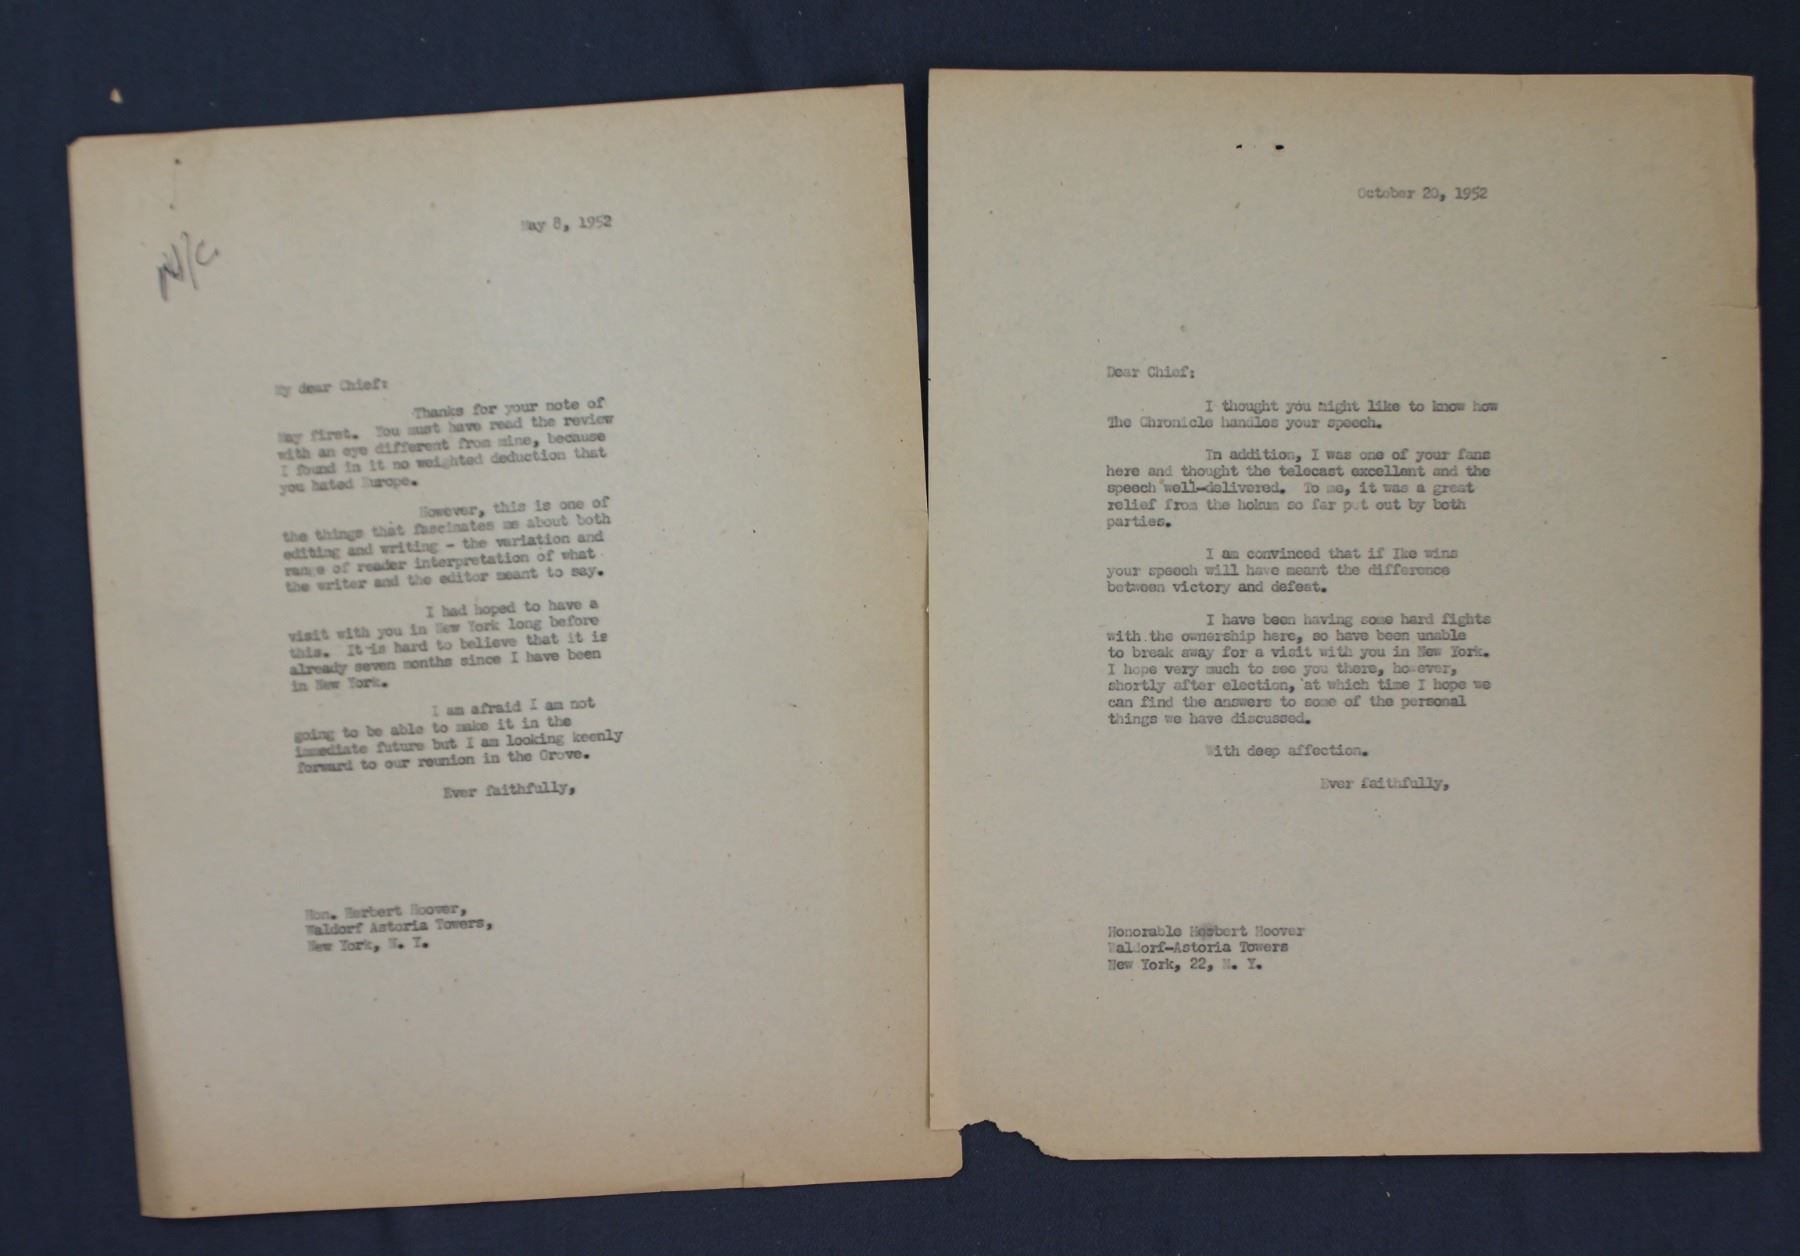 N/C
May 8, 1952
My dear Chief:
Thanks for your note of
May first. You must have read the review
with an eye different from mine, because
I found in it no weighted deduction that
you hated Europe.
However, this is one of
the things that fascinates me about both
editing and writing - the variation and
range of reader interpretation of what
the writer and the editor meant to say.
I had hoped to have a
visit with you in New York long before
this. It is hard to believe that it is
already seven months since I have been
in New York.
I am afraid I am not
going to be able to make it in the
immediate future but I am looking keenly
forward to our reunion in the Grove.
Ever faithfully,
Hon. Herbert Hoover,
Waldorf Astoria Towers,
New York, N. Y.
October 20, 1952
Dear Chief:
I thought you might like to know how
The Chronicle handles your speech.
In addition, I was one of your fans
here and thought the telecast excellent and the
speech well-delivered. To me, it was a great
relief from the hokum so far put out by both
parties.
I am convinced that if Ike wins
your speech will have meant the difference
between victory and defeat.
I have been having some hard fights
with the ownership here, so have been unable
to break away for a visit with you in New York.
I hope very much to see you there, however,
shortly after election, at which time I hope we
can find the answers to some of the personal
things we have discussed.
With deep affection.
Ever faithfully,
Honorable Herbert Hoover
Waldorf-Astoria Towers
New York, 22, N. Y.